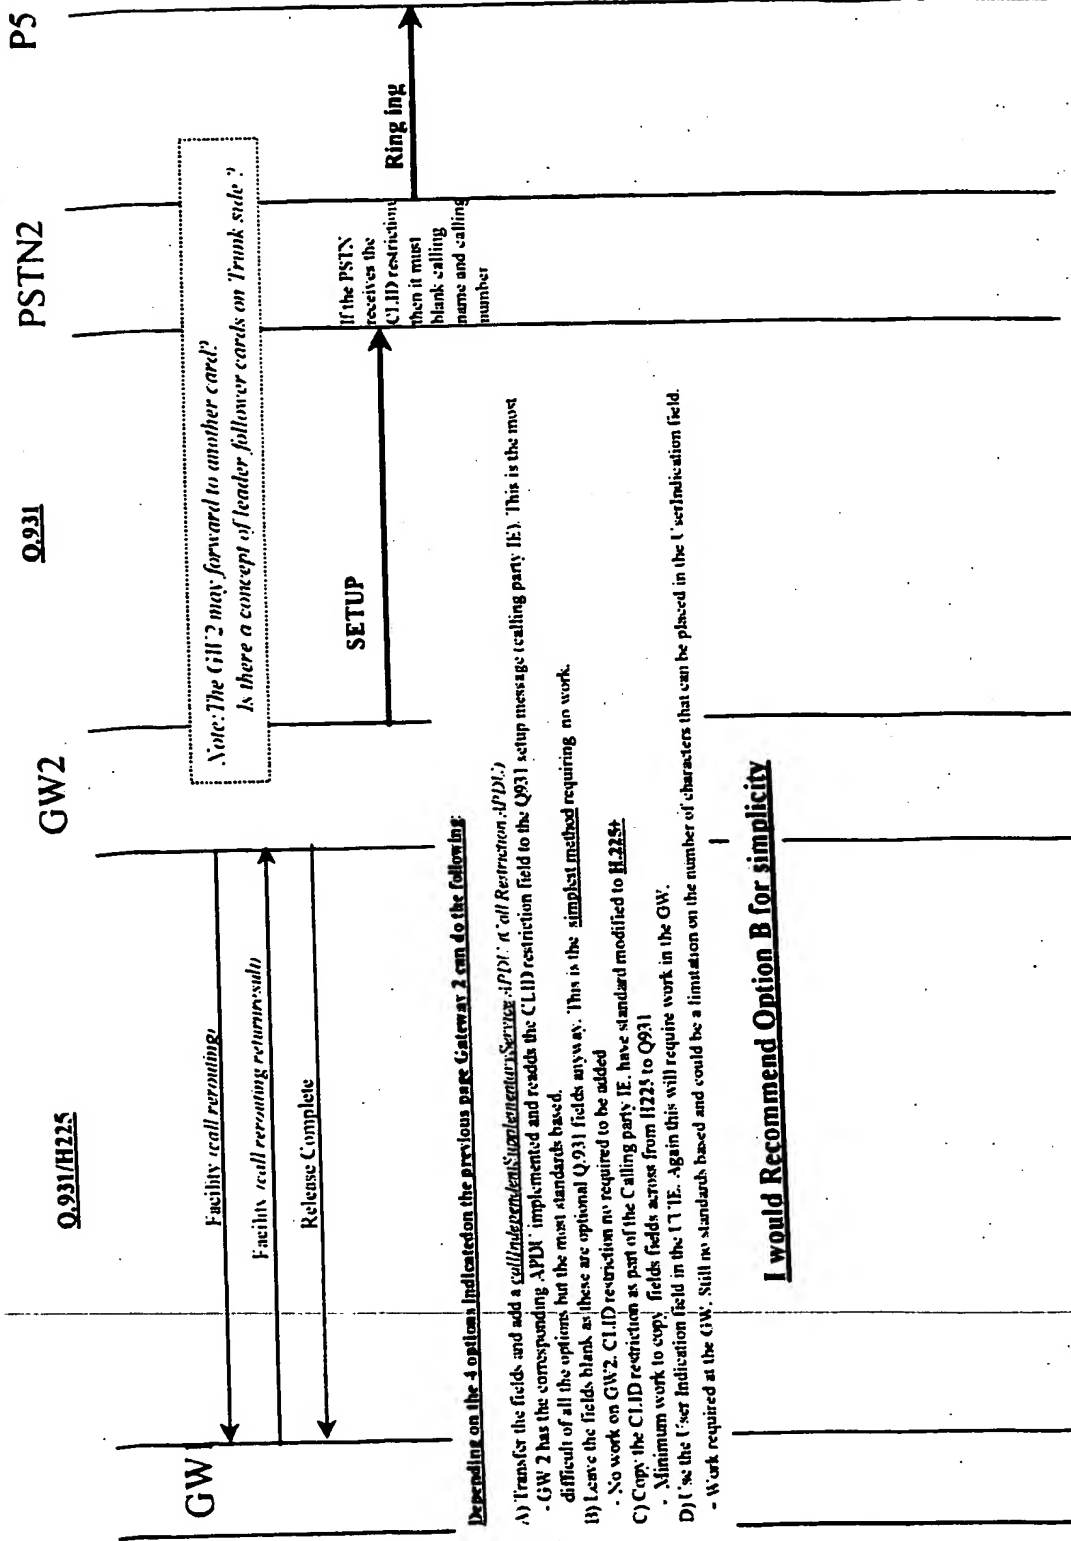 GW
Q.931/H225
GW2
Q.931
PSTN2
P5
Note: The GW2 may forward to another card?
Is there a concept of leader follower cards on Trunk side ?
Facility (call rerouting)
Facility (call rerouting returnresult)
Release Complete
SETUP
If the PSTN
receives the
CLID restriction
then it must
blank calling
name and calling
number
Ring ing
Depending on the 4 options indicatedon the previous page Gateway 2 can do the following:
A) Transfer the fields and add a callIndependentSupplementaryService APDU (Call Restriction APDU)
- GW 2 has the corresponding APDU implemented and readds the CLID restriction field to the Q931 setup message (calling party IE). This is the most
difficult of all the options but the most standards based.
B) Leave the fields blank as these are optional Q.931 fields anyway. This is the simplest method requiring no work.
- No work on GW2. CLID restriction no required to be added
C) Copy the CLID restriction as part of the Calling party IE, have standard modified to H.225+
- Minimum work to copy fields fields across from H225 to Q931
D) Use the User Indication field in the UUIE. Again this will require work in the GW.
- Work required at the GW. Still no standards based and could be a limitation on the number of characters that can be placed in the UserIndication field.
I would Recommend Option B for simplicity